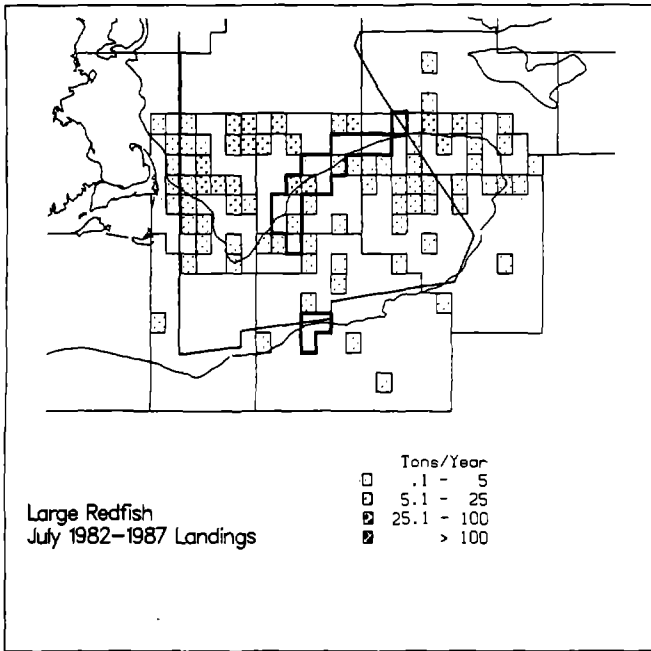 Tons/Year
.1 - 5
5.1 - 25
25.1 - 100
> 100
Large Redfish
July 1982-1987 Landings